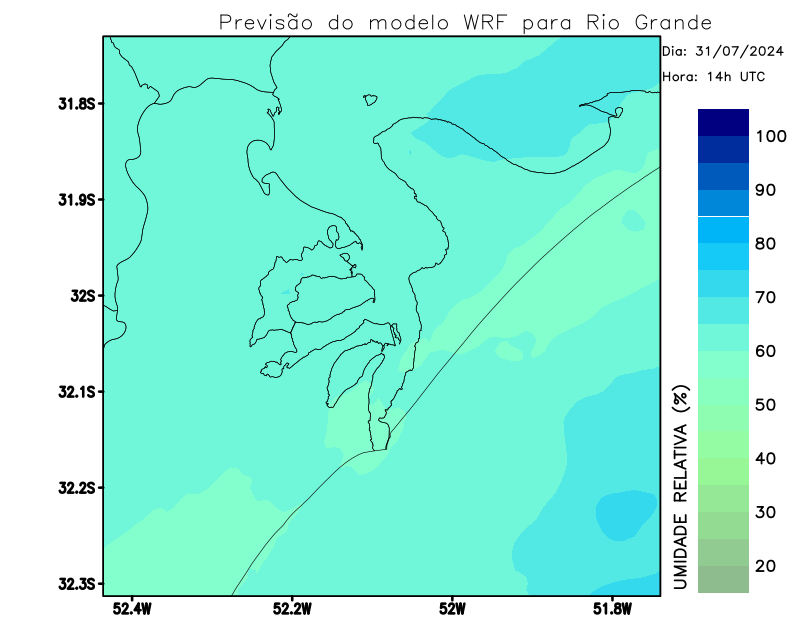 Previsão do modelo WRF para Rio Grande
Dia: 31/07/2024
Hora: 14h UTC
31.8S
31.9S
32S
32.1S
32.2S
32.3S
52.4W
52.2W
52W
51.8W
100
90
80
70
60
50
40
30
20
UMIDADE RELATIVA (%)